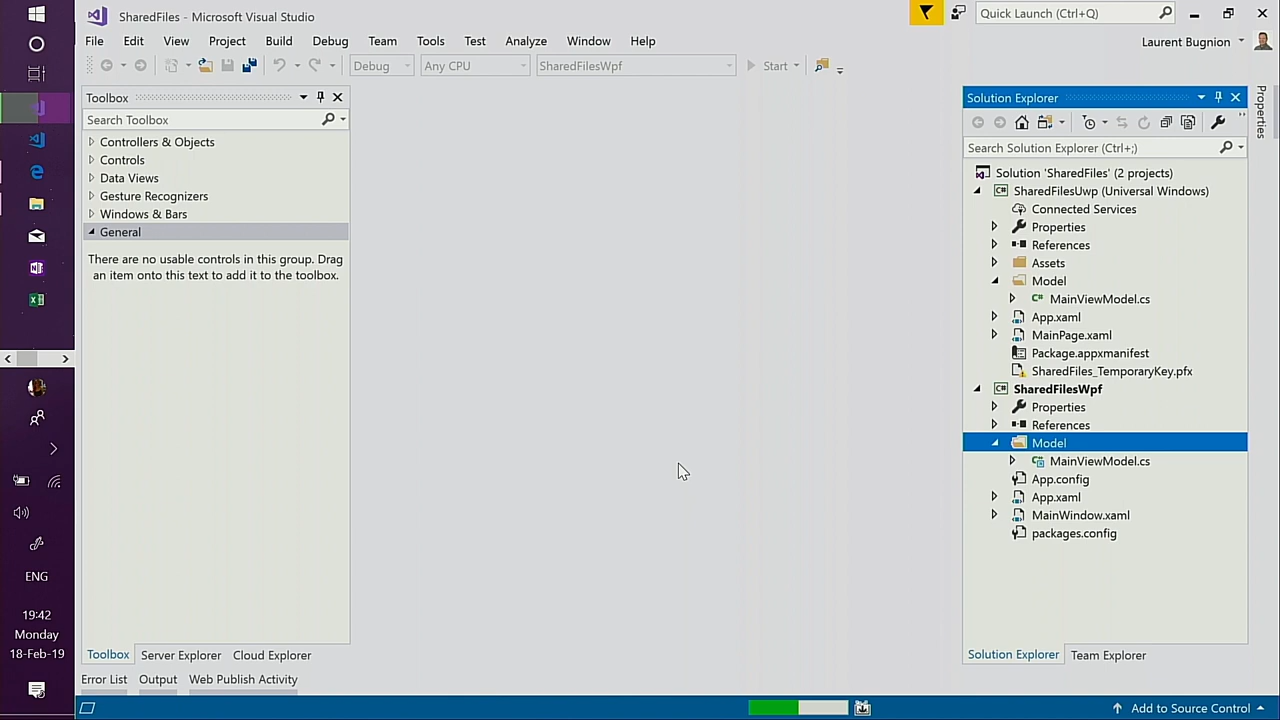 SharedFiles - Microsoft Visual Studio
Quick Launch (Ctrl+Q)
File Edit View Project Build Debug Team Tools Test Analyze Window Help
Laurent Bugnion
Debug Any CPU SharedFilesWpf Start
Toolbox
Search Toolbox
Controllers & Objects
Controls
Data Views
Gesture Recognizers
Windows & Bars
General
There are no usable controls in this group. Drag
an item onto this text to add it to the toolbox.
Toolbox Server Explorer Cloud Explorer
Error List Output Web Publish Activity
Solution Explorer
Search Solution Explorer (Ctrl+;)
Solution 'SharedFiles' (2 projects)
SharedFilesUwp (Universal Windows)
Connected Services
Properties
References
Assets
Model
MainViewModel.cs
App.xaml
MainPage.xaml
Package.appxmanifest
SharedFiles_TemporaryKey.pfx
SharedFilesWpf
Properties
References
Model
MainViewModel.cs
App.config
App.xaml
MainWindow.xaml
packages.config
Solution Explorer Team Explorer
Properties
Add to Source Control
ENG
19:42
Monday
18-Feb-19